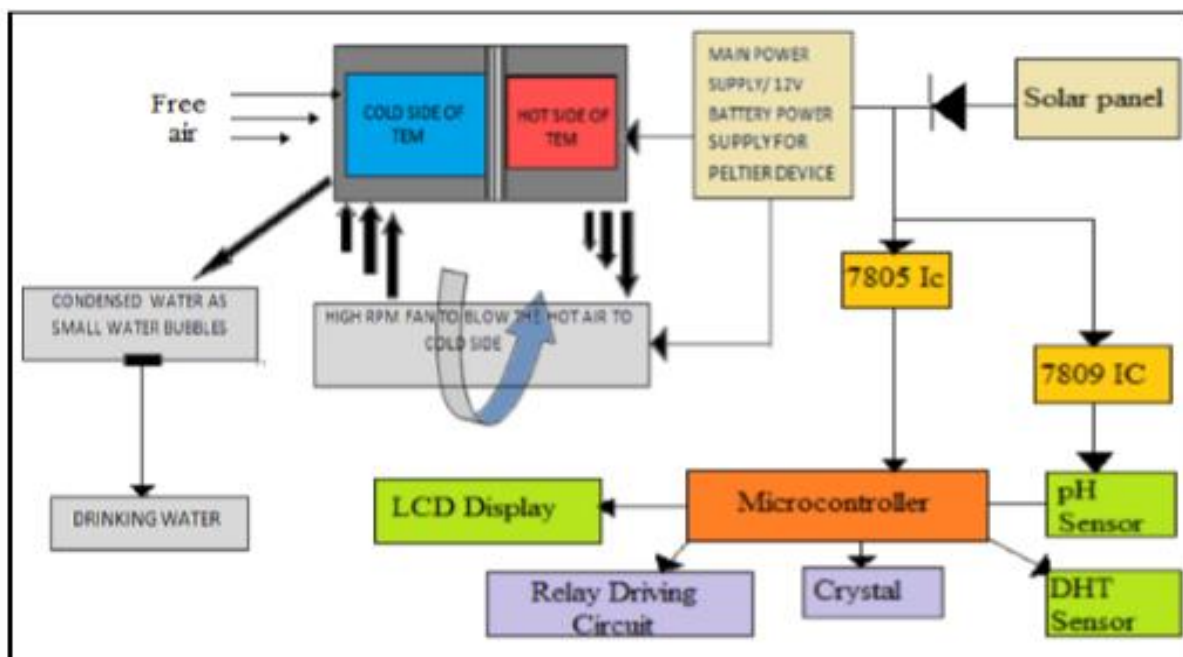 Free
air
COLD SIDE OF
TEM
HOT SIDE OF
TEM
MAIN POWER
SUPPLY/ 12V
BATTERY POWER
SUPPLY FOR
PELTIER DEVICE
Solar panel
7805 Ic
7809 IC
CONDENSED WATER AS
SMALL WATER BUBBLES
HIGH RPM FAN TO BLOW THE HOT AIR TO
COLD SIDE
DRINKING WATER
LCD Display
Microcontroller
pH
Sensor
Relay Driving
Circuit
Crystal
DHT
Sensor